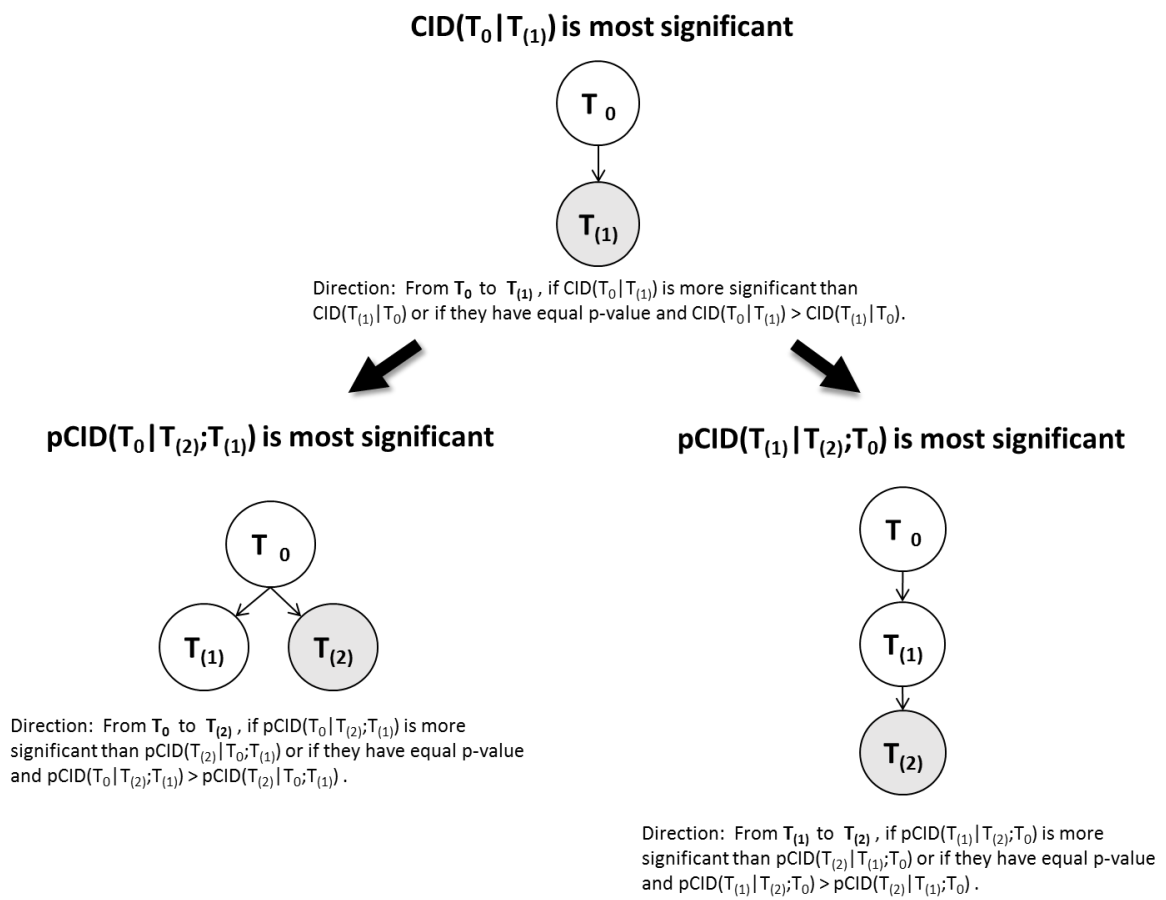 CID(T₀|T₍₁₎) is most significant
T ₀
T₍₁₎
Direction: From T₀ to T₍₁₎ , if CID(T₀|T₍₁₎) is more significant than
CID(T₍₁₎|T₀) or if they have equal p-value and CID(T₀|T₍₁₎) > CID(T₍₁₎|T₀).
pCID(T₀|T₍₂₎;T₍₁₎) is most significant
T ₀
T₍₁₎
T₍₂₎
Direction: From T₀ to T₍₂₎ , if pCID(T₀|T₍₂₎;T₍₁₎) is more
significant than pCID(T₍₂₎|T₀;T₍₁₎) or if they have equal p-value
and pCID(T₀|T₍₂₎;T₍₁₎) > pCID(T₍₂₎|T₀;T₍₁₎) .
pCID(T₍₁₎|T₍₂₎;T₀) is most significant
T ₀
T₍₁₎
T₍₂₎
Direction: From T₍₁₎ to T₍₂₎ , if pCID(T₍₁₎|T₍₂₎;T₀) is more
significant than pCID(T₍₂₎|T₍₁₎;T₀) or if they have equal p-value
and pCID(T₍₁₎|T₍₂₎;T₀) > pCID(T₍₂₎|T₍₁₎;T₀) .